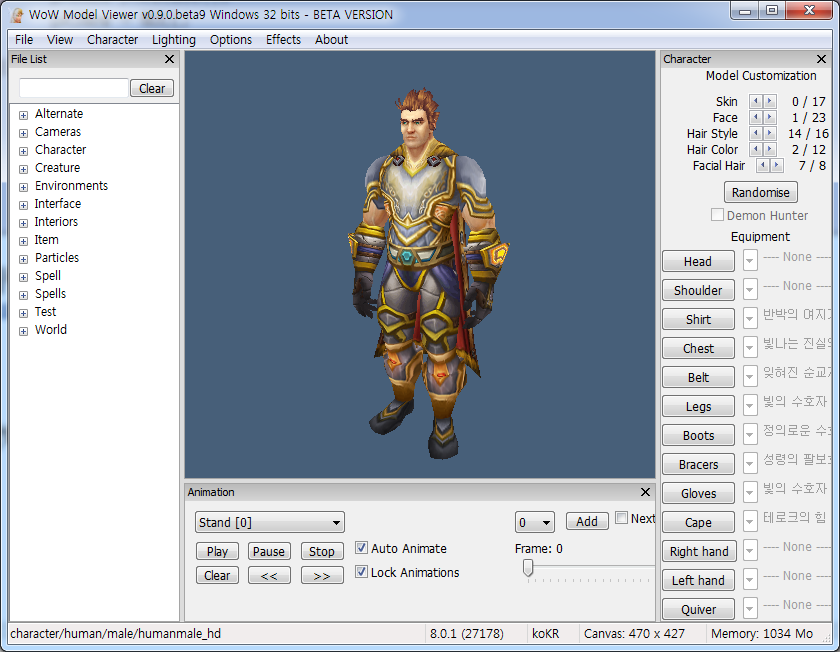 WoW Model Viewer v0.9.0.beta9 Windows 32 bits - BETA VERSION
File View Character Lighting Options Effects About
File List
Clear
Alternate
Cameras
Character
Creature
Environments
Interface
Interiors
Item
Particles
Spell
Spells
Test
World
Animation
Stand [0]
0
Add
Next
Play Pause Stop
Auto Animate
Frame: 0
Clear << >>
Lock Animations
Character
Model Customization
Skin 0 / 17
Face 1 / 23
Hair Style 14 / 16
Hair Color 2 / 12
Facial Hair 7 / 8
Randomise
Demon Hunter
Equipment
Head ---- None ----
Shoulder ---- None ----
Shirt 반박의 여지
Chest 빛나는 진실
Belt 잊혀진 순교
Legs 빛의 수호자
Boots 정의로운 수
Bracers 성령의 팔보
Gloves 빛의 수호자
Cape 테로크의 힘
Right hand ---- None ----
Left hand ---- None ----
Quiver ---- None ----
character/human/male/humanmale_hd
8.0.1 (27178)
koKR
Canvas: 470 x 427
Memory: 1034 Mo